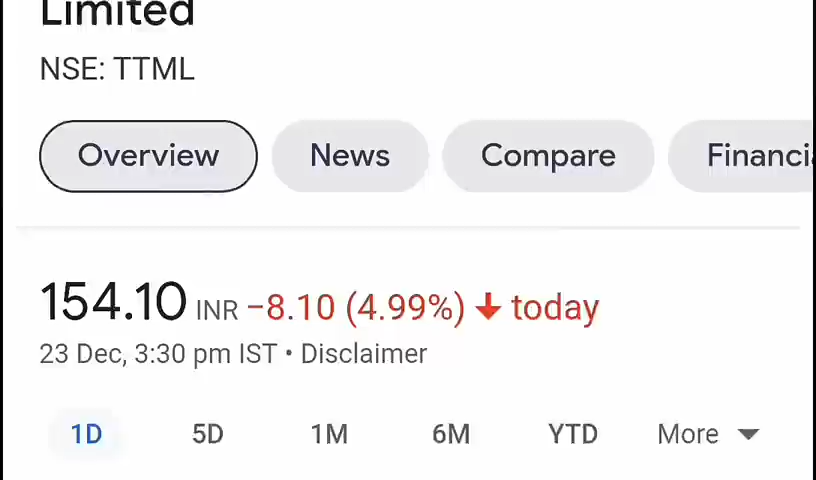 Limited
NSE: TTML
Overview News Compare
154.10 INR −8.10 (4.99%) ↓ today
23 Dec, 3:30 pm IST • Disclaimer
1D 5D 1M 6M YTD More